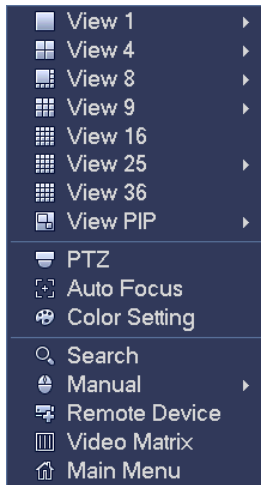 View 1
View 4
View 8
View 9
View 16
View 25
View 36
View PIP
PTZ
Auto Focus
Color Setting
Search
Manual
Remote Device
Video Matrix
Main Menu